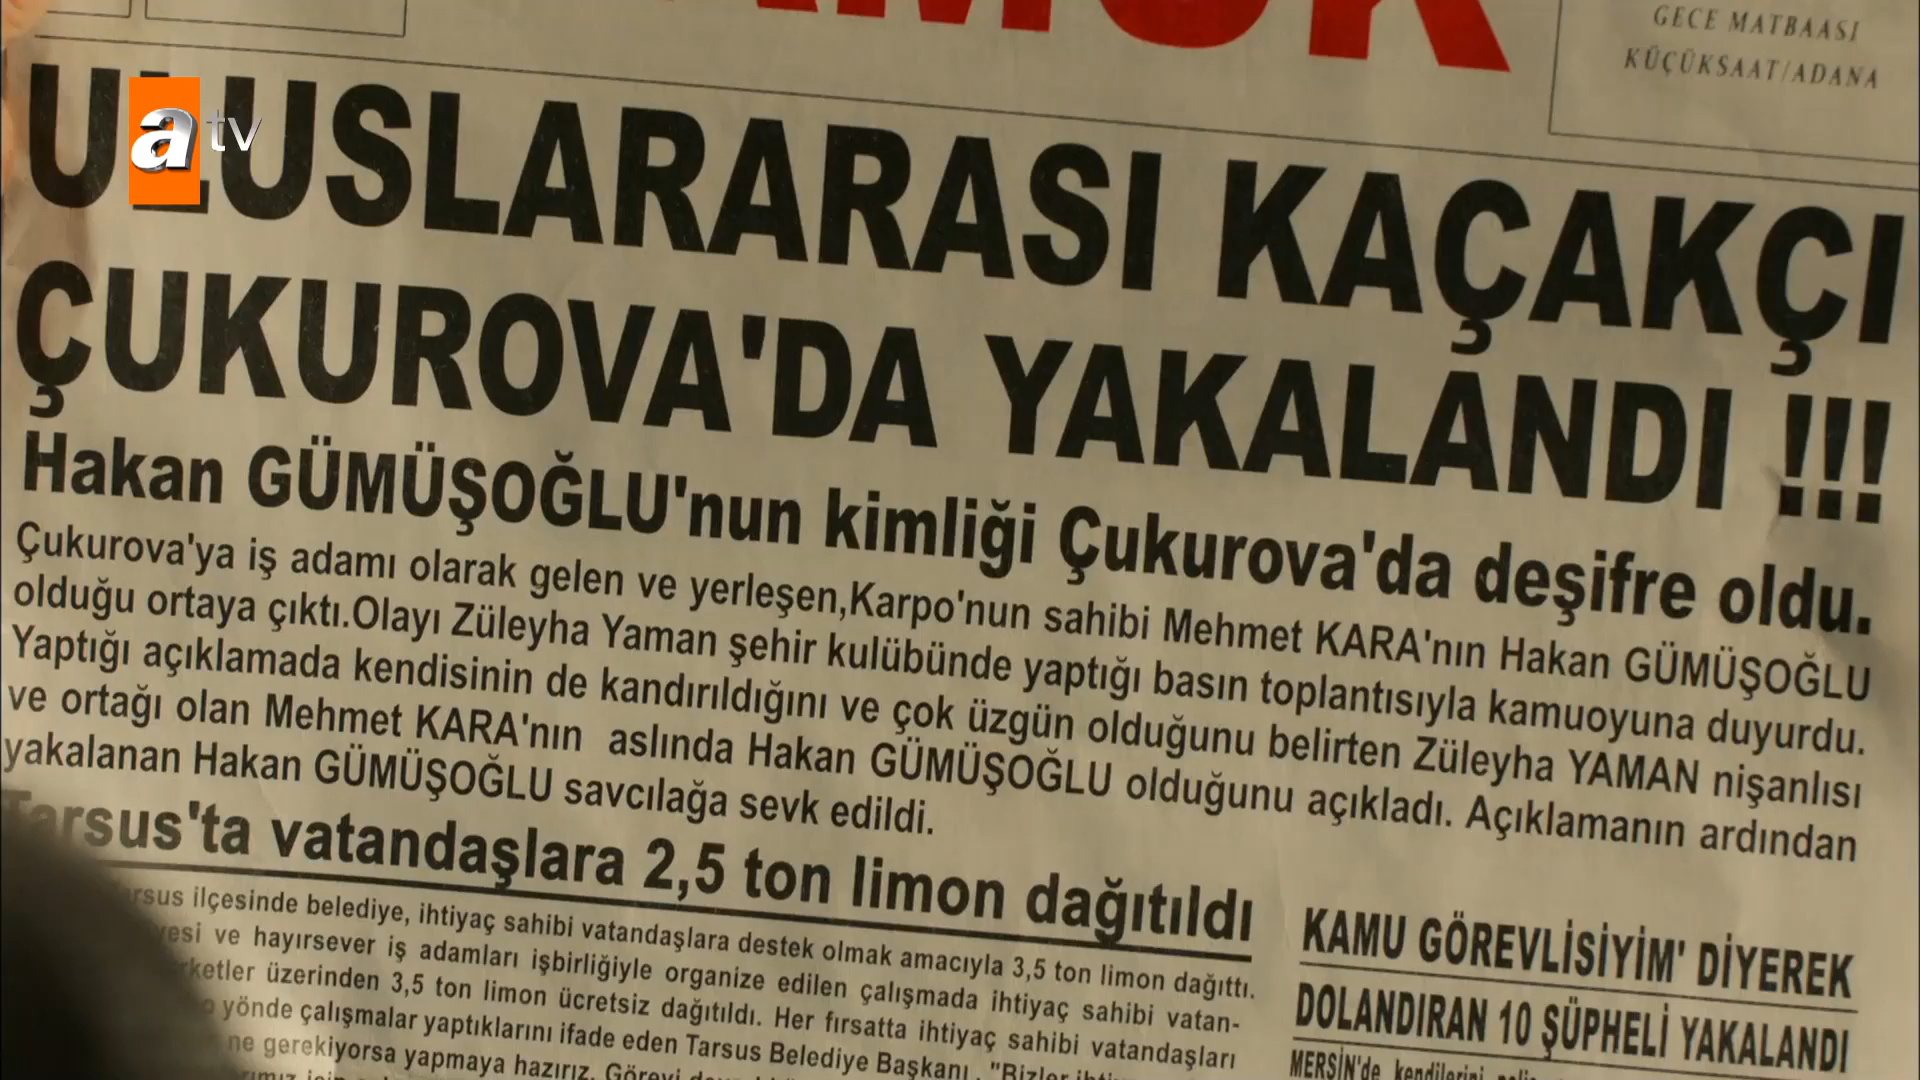 GECE MATBAASI
KÜÇÜKSAAT/ADANA
atv
ULUSLARARASI KAÇAKÇI
ÇUKUROVA'DA YAKALANDI !!!
Hakan GÜMÜŞOĞLU'nun kimliği Çukurova'da deşifre oldu.
Çukurova'ya iş adamı olarak gelen ve yerleşen,Karpo'nun sahibi Mehmet KARA'nın Hakan GÜMÜŞOĞLU
olduğu ortaya çıktı.Olayı Züleyha Yaman şehir kulübünde yaptığı basın toplantısıyla kamuoyuna duyurdu.
Yaptığı açıklamada kendisinin de kandırıldığını ve çok üzgün olduğunu belirten Züleyha YAMAN nişanlısı
ve ortağı olan Mehmet KARA'nın aslında Hakan GÜMÜŞOĞLU olduğunu açıkladı. Açıklamanın ardından
yakalanan Hakan GÜMÜŞOĞLU savcılağa sevk edildi.
Tarsus'ta vatandaşlara 2,5 ton limon dağıtıldı
ilçesinde belediye, ihtiyaç sahibi vatandaşlara destek olmak amacıyla 3,5 ton limon dağıttı.
ve hayırsever iş adamları işbirliğiyle organize edilen çalışmada ihtiyaç sahibi vatan-
üzerinden 3,5 ton limon ücretsiz dağıtıldı. Her fırsatta ihtiyaç sahibi vatandaşları
yönde çalışmalar yaptıklarını ifade eden Tarsus Belediye Başkanı, "Bizler
ne gerekiyorsa yapmaya hazırız. Görevi
KAMU GÖREVLİSİYİM' DİYEREK
DOLANDIRAN 10 ŞÜPHELİ YAKALANDI
MERSİN'de kendilerini